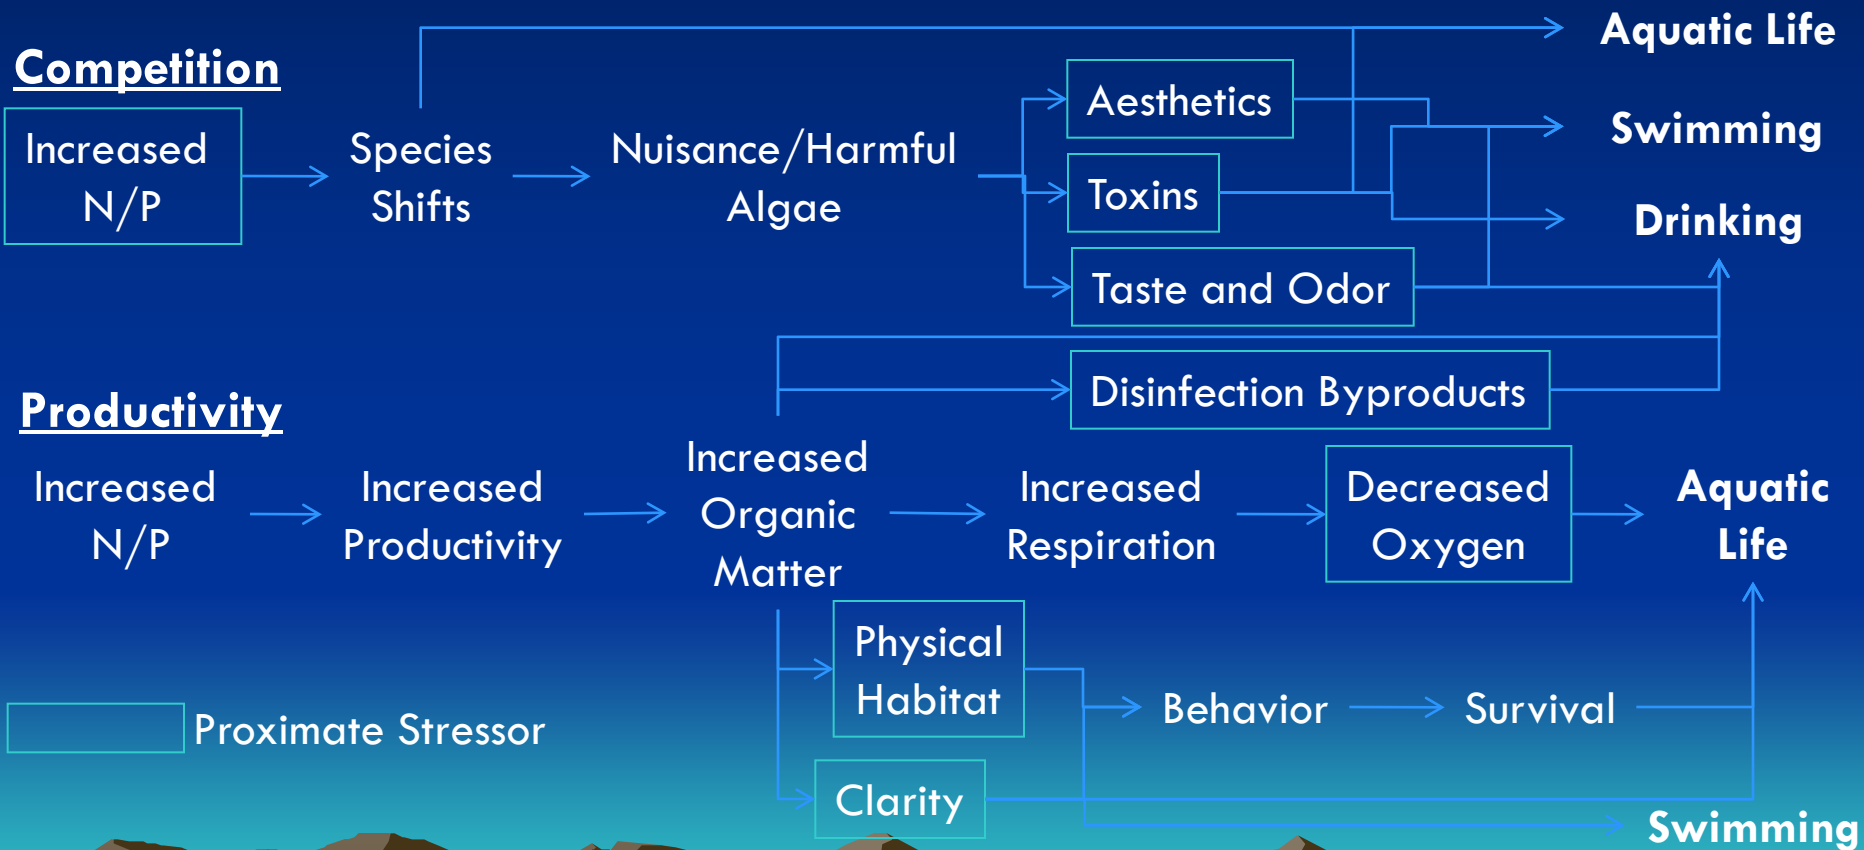 Competition
Increased
N/P
Species
Shifts
Nuisance/Harmful
Algae
Aesthetics
Toxins
Taste and Odor
Aquatic Life
Swimming
Drinking
Disinfection Byproducts
Productivity
Increased
N/P
Increased
Productivity
Increased
Organic
Matter
Increased
Respiration
Decreased
Oxygen
Aquatic
Life
Physical
Habitat
Behavior
Survival
Clarity
Swimming
Proximate Stressor